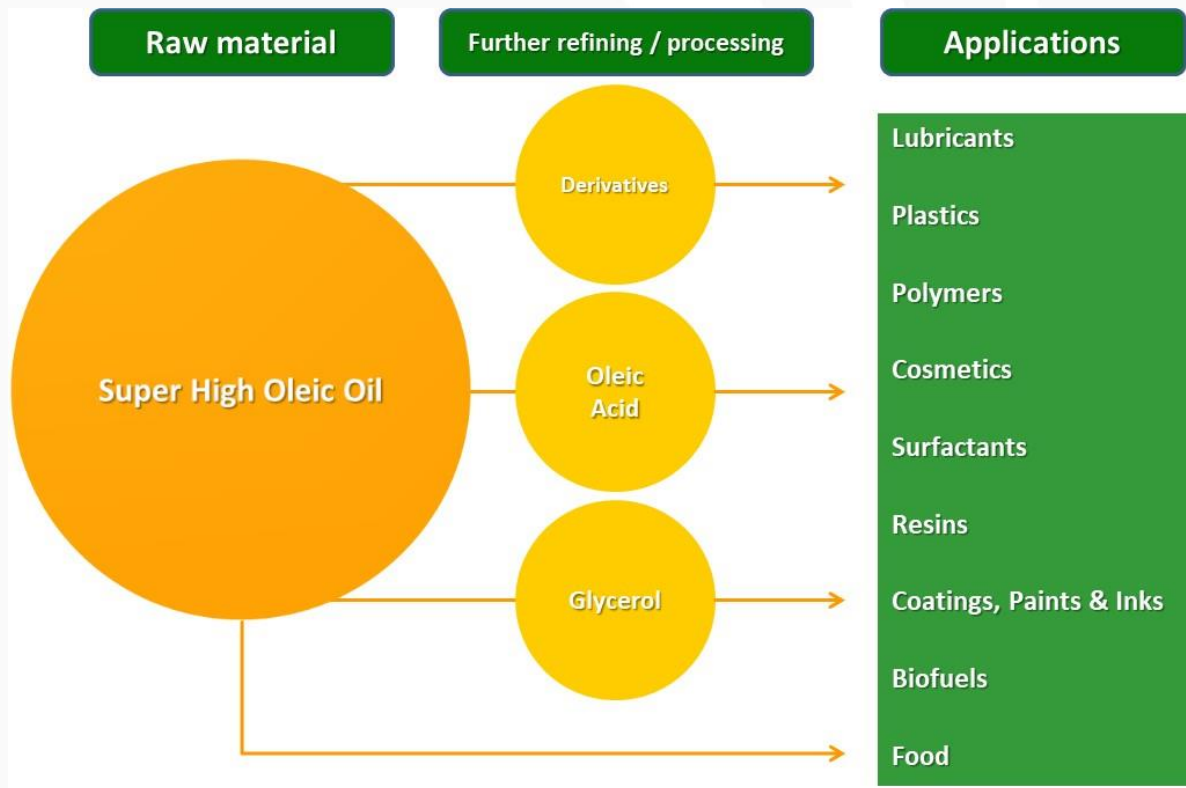 Raw material
Further refining / processing
Applications
Super High Oleic Oil
Derivatives
Oleic
Acid
Glycerol
Lubricants
Plastics
Polymers
Cosmetics
Surfactants
Resins
Coatings, Paints & Inks
Biofuels
Food